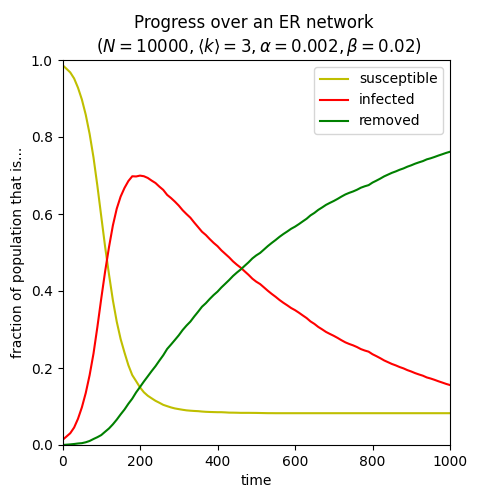 Progress over an ER network
(N = 10000, ⟨k⟩ = 3, α = 0.002, β = 0.02)
susceptible
infected
removed
fraction of population that is...
1.0
0.8
0.6
0.4
0.2
0.0
0 200 400 600 800 1000
time